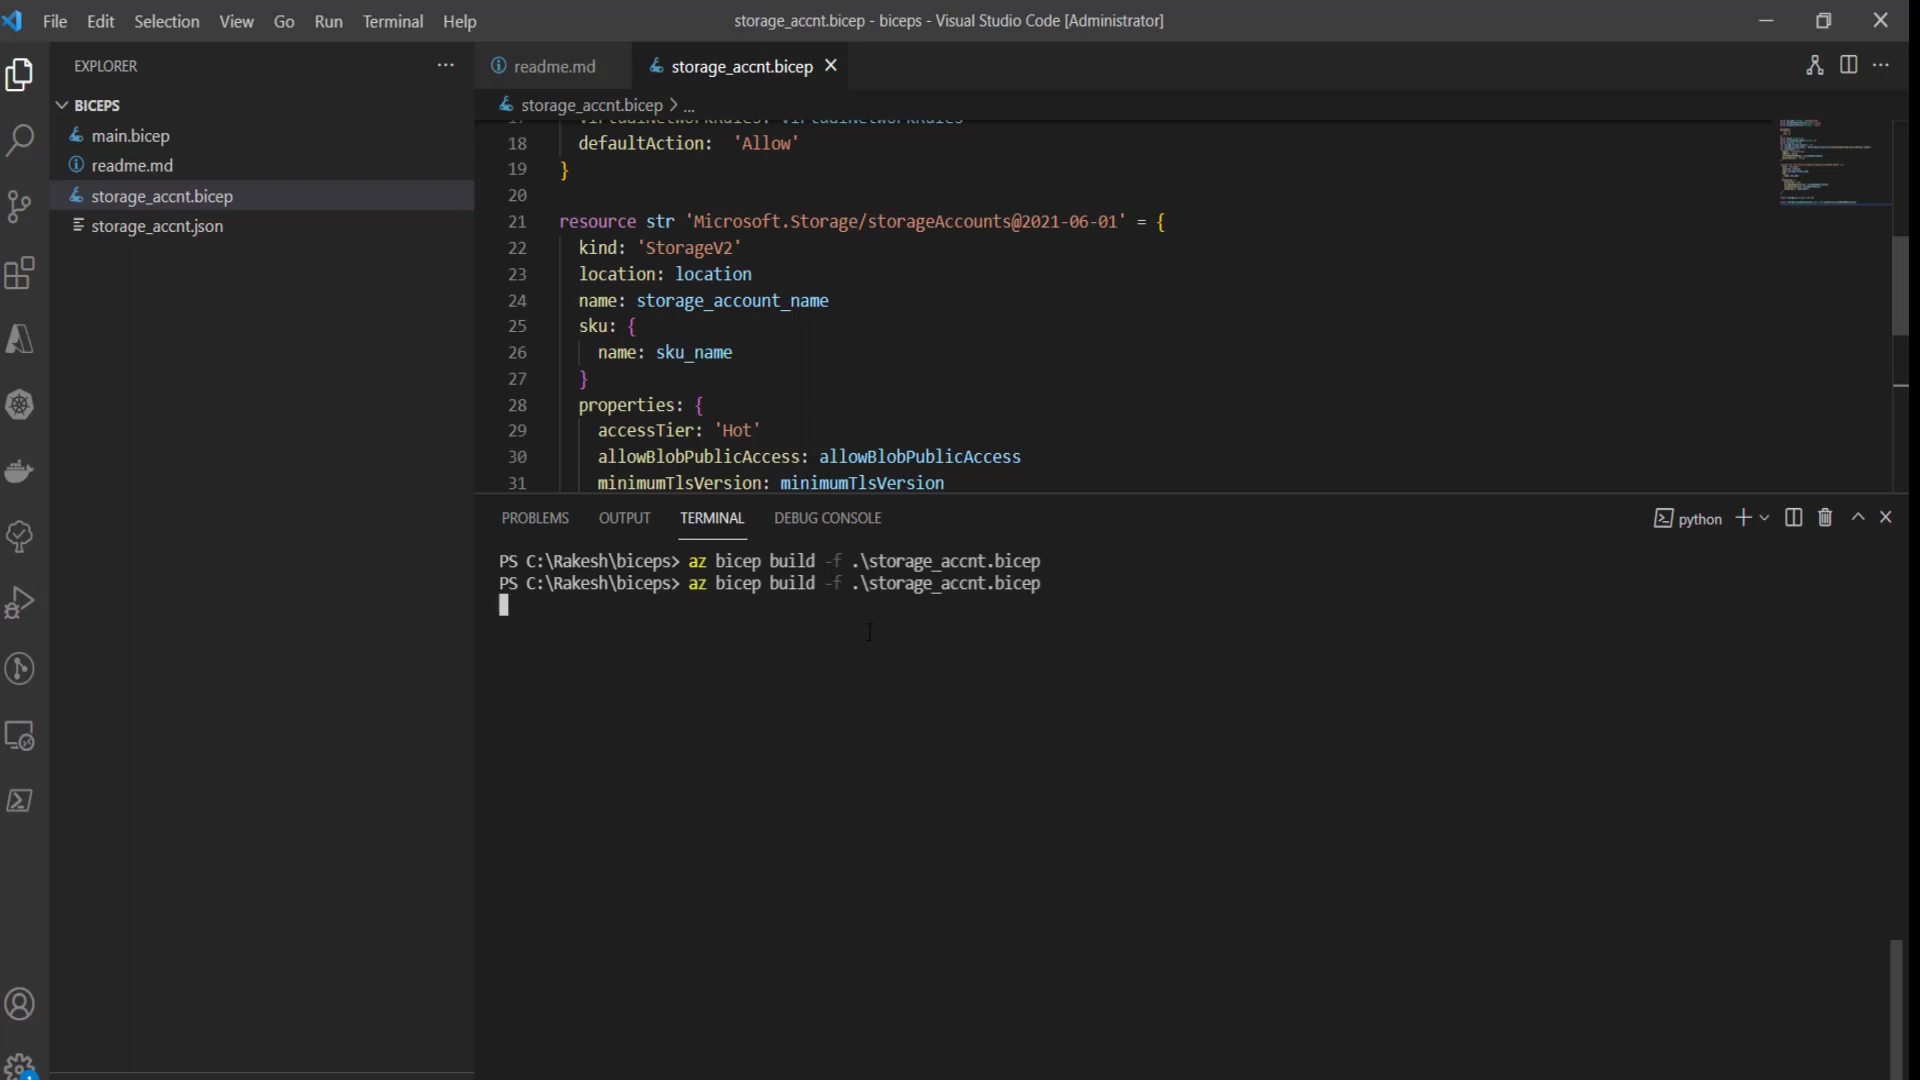 File Edit Selection View Go Run Terminal Help
storage_accnt.bicep - biceps - Visual Studio Code [Administrator]
EXPLORER
BICEPS
main.bicep
readme.md
storage_accnt.bicep
storage_accnt.json
readme.md
storage_accnt.bicep
storage_accnt.bicep > ...
17 virtualNetworkRules: virtualNetworkRules
18 defaultAction: 'Allow'
19 }
20
21 resource str 'Microsoft.Storage/storageAccounts@2021-06-01' = {
22 kind: 'StorageV2'
23 location: location
24 name: storage_account_name
25 sku: {
26 name: sku_name
27 }
28 properties: {
29 accessTier: 'Hot'
30 allowBlobPublicAccess: allowBlobPublicAccess
31 minimumTlsVersion: minimumTlsVersion
PROBLEMS OUTPUT TERMINAL DEBUG CONSOLE
python
PS C:\Rakesh\biceps> az bicep build -f .\storage_accnt.bicep
PS C:\Rakesh\biceps> az bicep build -f .\storage_accnt.bicep